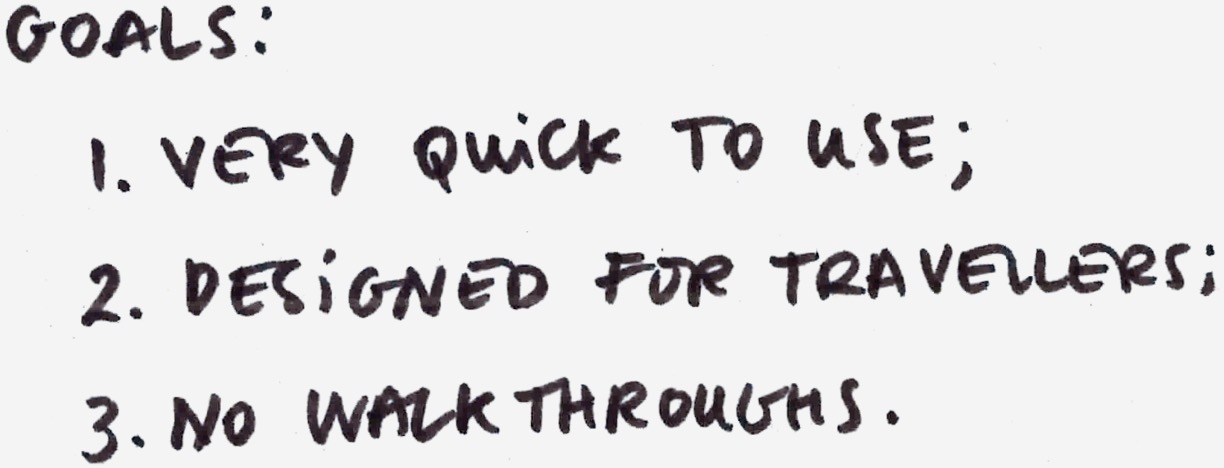 GOALS:
1. VERY QUiCK TO USE;
2. DESiGNED FOR TRAVELLERS;
3. NO WALKTHROUGHS.